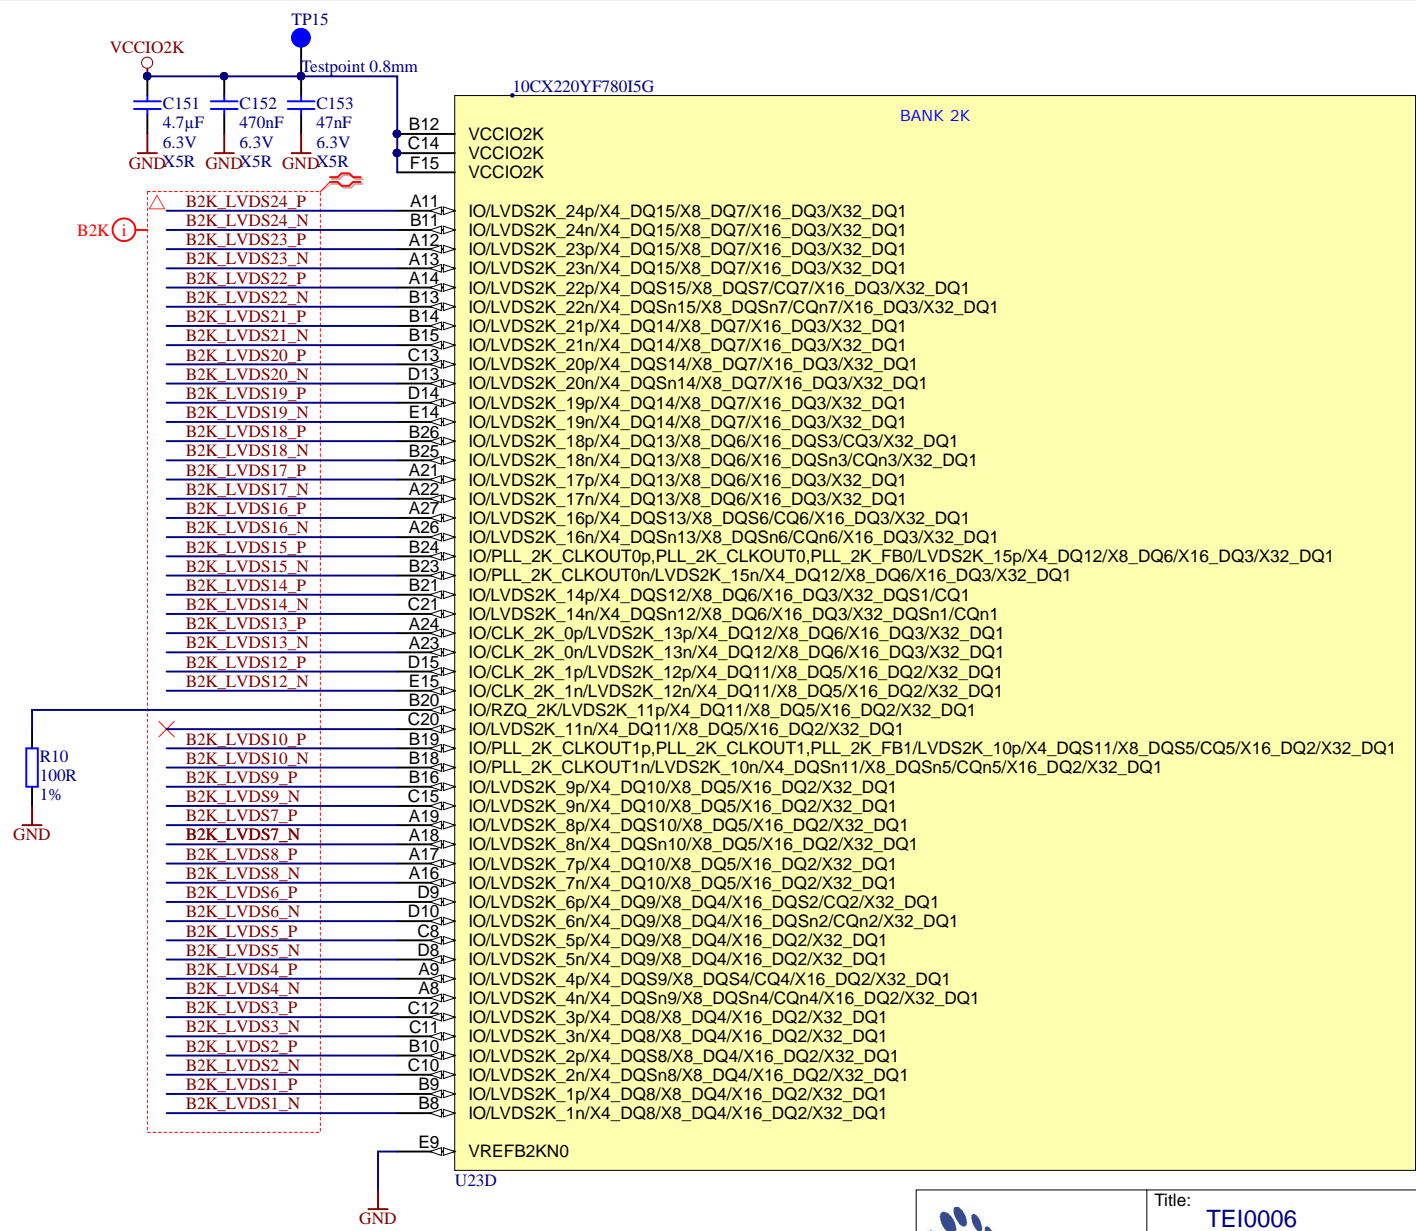 TP15
VCCIO2K
Testpoint 0.8mm
C151 4.7µF 6.3V X5R GND
C152 470nF 6.3V X5R GND
C153 47nF 6.3V X5R GND
10CX220YF780I5G
BANK 2K
B12 VCCIO2K
C14 VCCIO2K
F15 VCCIO2K
B2K i
B2K_LVDS24_P A11 IO/LVDS2K_24p/X4_DQ15/X8_DQ7/X16_DQ3/X32_DQ1
B2K_LVDS24_N B11 IO/LVDS2K_24n/X4_DQ15/X8_DQ7/X16_DQ3/X32_DQ1
B2K_LVDS23_P A12 IO/LVDS2K_23p/X4_DQ15/X8_DQ7/X16_DQ3/X32_DQ1
B2K_LVDS23_N A13 IO/LVDS2K_23n/X4_DQ15/X8_DQ7/X16_DQ3/X32_DQ1
B2K_LVDS22_P A14 IO/LVDS2K_22p/X4_DQS15/X8_DQS7/CQ7/X16_DQ3/X32_DQ1
B2K_LVDS22_N B13 IO/LVDS2K_22n/X4_DQSn15/X8_DQSn7/CQn7/X16_DQ3/X32_DQ1
B2K_LVDS21_P B14 IO/LVDS2K_21p/X4_DQ14/X8_DQ7/X16_DQ3/X32_DQ1
B2K_LVDS21_N B15 IO/LVDS2K_21n/X4_DQ14/X8_DQ7/X16_DQ3/X32_DQ1
B2K_LVDS20_P C13 IO/LVDS2K_20p/X4_DQS14/X8_DQ7/X16_DQ3/X32_DQ1
B2K_LVDS20_N D13 IO/LVDS2K_20n/X4_DQSn14/X8_DQ7/X16_DQ3/X32_DQ1
B2K_LVDS19_P D14 IO/LVDS2K_19p/X4_DQ14/X8_DQ7/X16_DQ3/X32_DQ1
B2K_LVDS19_N E14 IO/LVDS2K_19n/X4_DQ14/X8_DQ7/X16_DQ3/X32_DQ1
B2K_LVDS18_P B26 IO/LVDS2K_18p/X4_DQ13/X8_DQ6/X16_DQS3/CQ3/X32_DQ1
B2K_LVDS18_N B25 IO/LVDS2K_18n/X4_DQ13/X8_DQ6/X16_DQSn3/CQn3/X32_DQ1
B2K_LVDS17_P A21 IO/LVDS2K_17p/X4_DQ13/X8_DQ6/X16_DQ3/X32_DQ1
B2K_LVDS17_N A22 IO/LVDS2K_17n/X4_DQ13/X8_DQ6/X16_DQ3/X32_DQ1
B2K_LVDS16_P A27 IO/LVDS2K_16p/X4_DQS13/X8_DQS6/CQ6/X16_DQ3/X32_DQ1
B2K_LVDS16_N A26 IO/LVDS2K_16n/X4_DQSn13/X8_DQSn6/CQn6/X16_DQ3/X32_DQ1
B2K_LVDS15_P B24 IO/PLL_2K_CLKOUT0p,PLL_2K_CLKOUT0,PLL_2K_FB0/LVDS2K_15p/X4_DQ12/X8_DQ6/X16_DQ3/X32_DQ1
B2K_LVDS15_N B23 IO/PLL_2K_CLKOUT0n/LVDS2K_15n/X4_DQ12/X8_DQ6/X16_DQ3/X32_DQ1
B2K_LVDS14_P B21 IO/LVDS2K_14p/X4_DQS12/X8_DQ6/X16_DQ3/X32_DQS1/CQ1
B2K_LVDS14_N C21 IO/LVDS2K_14n/X4_DQSn12/X8_DQ6/X16_DQ3/X32_DQSn1/CQn1
B2K_LVDS13_P A24 IO/CLK_2K_0p/LVDS2K_13p/X4_DQ12/X8_DQ6/X16_DQ3/X32_DQ1
B2K_LVDS13_N A23 IO/CLK_2K_0n/LVDS2K_13n/X4_DQ12/X8_DQ6/X16_DQ3/X32_DQ1
B2K_LVDS12_P D15 IO/CLK_2K_1p/LVDS2K_12p/X4_DQ11/X8_DQ5/X16_DQ2/X32_DQ1
B2K_LVDS12_N E15 IO/CLK_2K_1n/LVDS2K_12n/X4_DQ11/X8_DQ5/X16_DQ2/X32_DQ1
B20 IO/RZQ_2K/LVDS2K_11p/X4_DQ11/X8_DQ5/X16_DQ2/X32_DQ1
C20 IO/LVDS2K_11n/X4_DQ11/X8_DQ5/X16_DQ2/X32_DQ1
B2K_LVDS10_P B19 IO/PLL_2K_CLKOUT1p,PLL_2K_CLKOUT1,PLL_2K_FB1/LVDS2K_10p/X4_DQS11/X8_DQS5/CQ5/X16_DQ2/X32_DQ1
B2K_LVDS10_N B18 IO/PLL_2K_CLKOUT1n/LVDS2K_10n/X4_DQSn11/X8_DQSn5/CQn5/X16_DQ2/X32_DQ1
R10 100R 1% GND
B2K_LVDS9_P B16 IO/LVDS2K_9p/X4_DQ10/X8_DQ5/X16_DQ2/X32_DQ1
B2K_LVDS9_N C15 IO/LVDS2K_9n/X4_DQ10/X8_DQ5/X16_DQ2/X32_DQ1
B2K_LVDS7_P A19 IO/LVDS2K_8p/X4_DQS10/X8_DQ5/X16_DQ2/X32_DQ1
B2K_LVDS7_N A18 IO/LVDS2K_8n/X4_DQSn10/X8_DQ5/X16_DQ2/X32_DQ1
B2K_LVDS8_P A17 IO/LVDS2K_7p/X4_DQ10/X8_DQ5/X16_DQ2/X32_DQ1
B2K_LVDS8_N A16 IO/LVDS2K_7n/X4_DQ10/X8_DQ5/X16_DQ2/X32_DQ1
B2K_LVDS6_P D9 IO/LVDS2K_6p/X4_DQ9/X8_DQ4/X16_DQS2/CQ2/X32_DQ1
B2K_LVDS6_N D10 IO/LVDS2K_6n/X4_DQ9/X8_DQ4/X16_DQSn2/CQn2/X32_DQ1
B2K_LVDS5_P C8 IO/LVDS2K_5p/X4_DQ9/X8_DQ4/X16_DQ2/X32_DQ1
B2K_LVDS5_N D8 IO/LVDS2K_5n/X4_DQ9/X8_DQ4/X16_DQ2/X32_DQ1
B2K_LVDS4_P A9 IO/LVDS2K_4p/X4_DQS9/X8_DQS4/CQ4/X16_DQ2/X32_DQ1
B2K_LVDS4_N A8 IO/LVDS2K_4n/X4_DQSn9/X8_DQSn4/CQn4/X16_DQ2/X32_DQ1
B2K_LVDS3_P C12 IO/LVDS2K_3p/X4_DQ8/X8_DQ4/X16_DQ2/X32_DQ1
B2K_LVDS3_N C11 IO/LVDS2K_3n/X4_DQ8/X8_DQ4/X16_DQ2/X32_DQ1
B2K_LVDS2_P B10 IO/LVDS2K_2p/X4_DQS8/X8_DQ4/X16_DQ2/X32_DQ1
B2K_LVDS2_N C10 IO/LVDS2K_2n/X4_DQSn8/X8_DQ4/X16_DQ2/X32_DQ1
B2K_LVDS1_P B9 IO/LVDS2K_1p/X4_DQ8/X8_DQ4/X16_DQ2/X32_DQ1
B2K_LVDS1_N B8 IO/LVDS2K_1n/X4_DQ8/X8_DQ4/X16_DQ2/X32_DQ1
E9 VREFB2KN0
U23D
GND
Title:
TEI0006